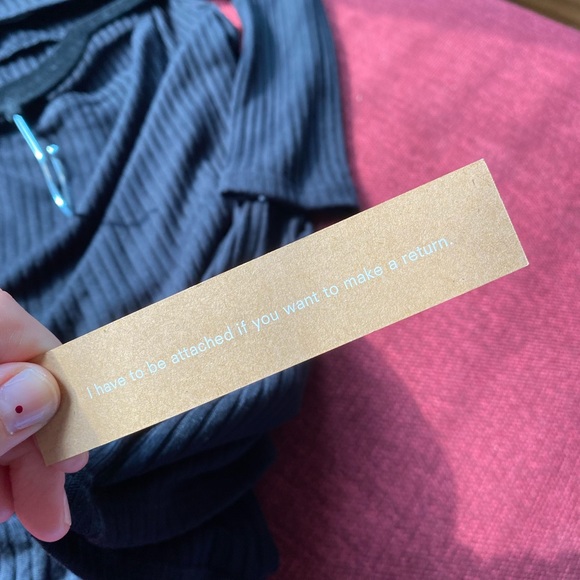 I have to be attached if you want to make a return.